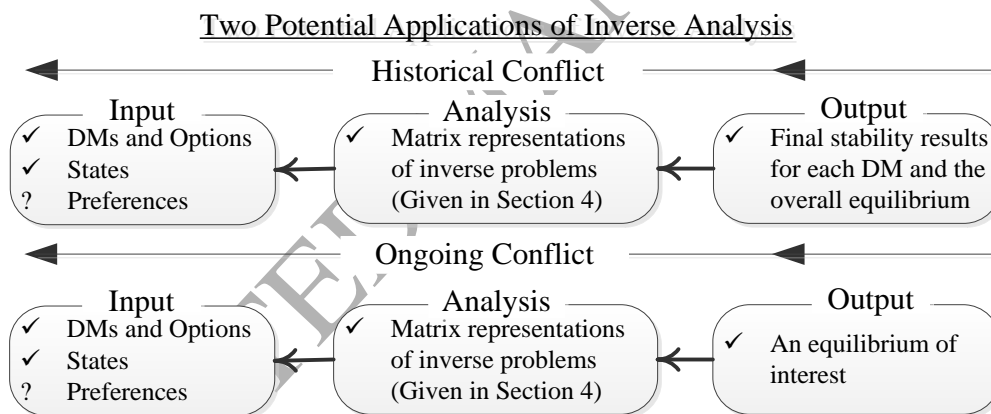 Two Potential Applications of Inverse Analysis
Historical Conflict
Input
✓ DMs and Options
✓ States
? Preferences
Analysis
✓ Matrix representations
of inverse problems
(Given in Section 4)
Output
✓ Final stability results
for each DM and the
overall equilibrium
Ongoing Conflict
Input
✓ DMs and Options
✓ States
? Preferences
Analysis
✓ Matrix representations
of inverse problems
(Given in Section 4)
Output
✓ An equilibrium of
interest